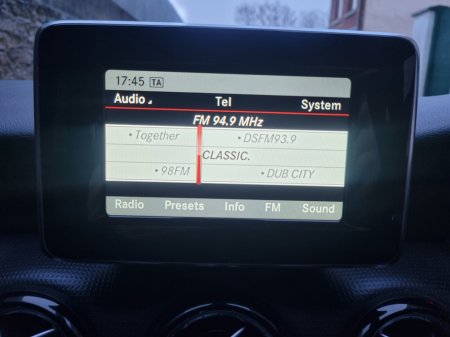 17:45 TA
Audio Tel System
FM 94.9 MHz
• Together • DSFM93.9
CLASSIC.
• 98FM • DUB CITY
Radio Presets Info FM Sound